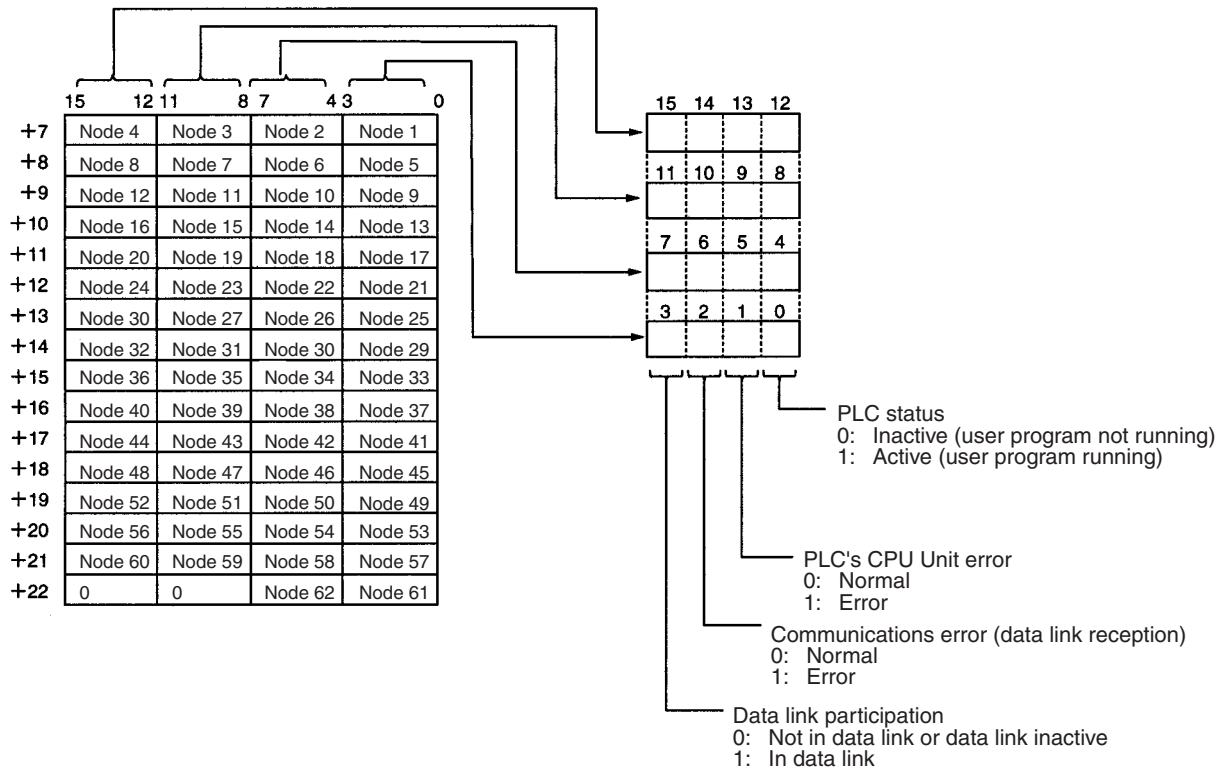 15 12 11 8 7 4 3 0
+7 Node 4 Node 3 Node 2 Node 1
+8 Node 8 Node 7 Node 6 Node 5
+9 Node 12 Node 11 Node 10 Node 9
+10 Node 16 Node 15 Node 14 Node 13
+11 Node 20 Node 19 Node 18 Node 17
+12 Node 24 Node 23 Node 22 Node 21
+13 Node 30 Node 27 Node 26 Node 25
+14 Node 32 Node 31 Node 30 Node 29
+15 Node 36 Node 35 Node 34 Node 33
+16 Node 40 Node 39 Node 38 Node 37
+17 Node 44 Node 43 Node 42 Node 41
+18 Node 48 Node 47 Node 46 Node 45
+19 Node 52 Node 51 Node 50 Node 49
+20 Node 56 Node 55 Node 54 Node 53
+21 Node 60 Node 59 Node 58 Node 57
+22 0 0 Node 62 Node 61
15 14 13 12
11 10 9 8
7 6 5 4
3 2 1 0
PLC status
0: Inactive (user program not running)
1: Active (user program running)
PLC's CPU Unit error
0: Normal
1: Error
Communications error (data link reception)
0: Normal
1: Error
Data link participation
0: Not in data link or data link inactive
1: In data link